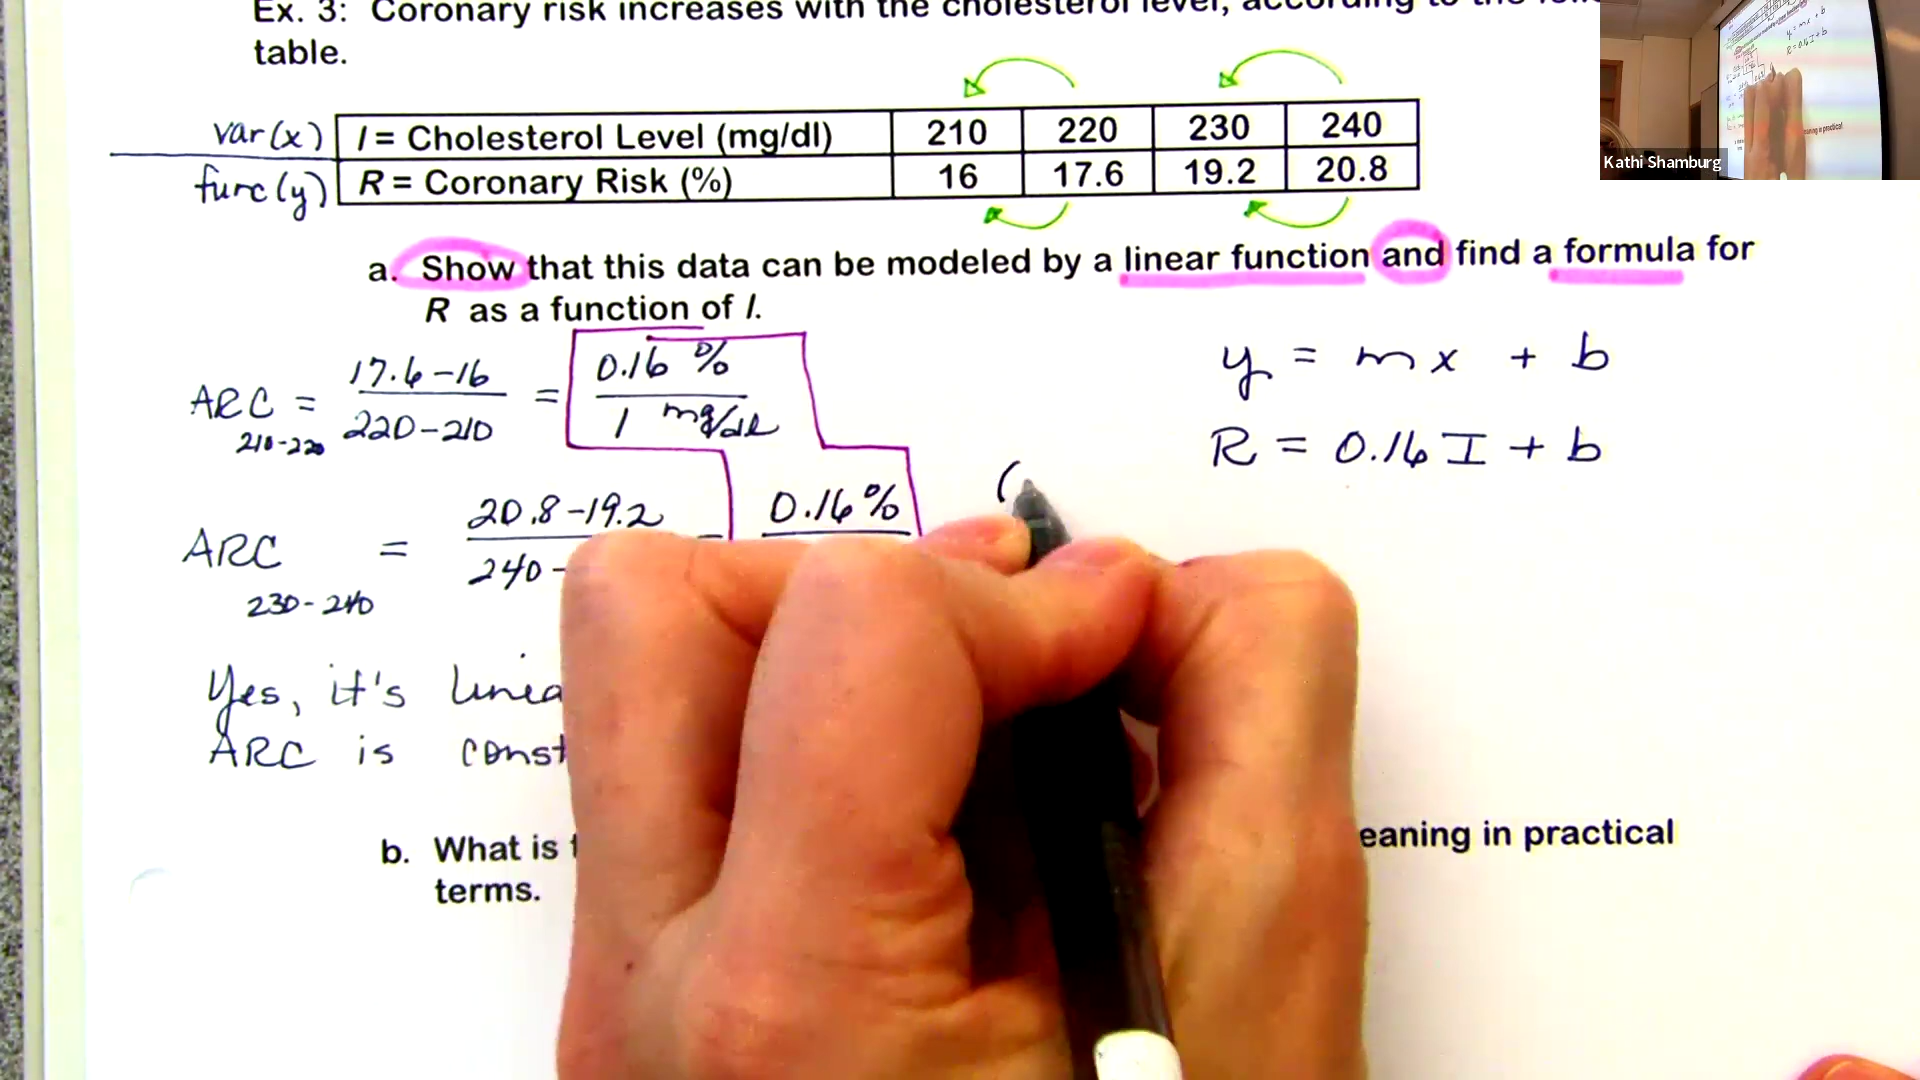 Ex. 3: Coronary risk increases with the cholesterol level, according to the
table.
var(x) I = Cholesterol Level (mg/dl) 210 220 230 240
func(y) R = Coronary Risk (%) 16 17.6 19.2 20.8
a. Show that this data can be modeled by a linear function and find a formula for
R as a function of I.
ARC = 17.6-16 = 0.16 %
210-220 220-210 1 mg/dl
y = mx + b
R = 0.16 I + b
ARC = 20.8-19.2 0.16%
230-240 240-
(
Yes, it's linea
ARC is const
b. What is eaning in practical
terms.
Kathi Shamburg
y = mx + b
R = 0.16I + b